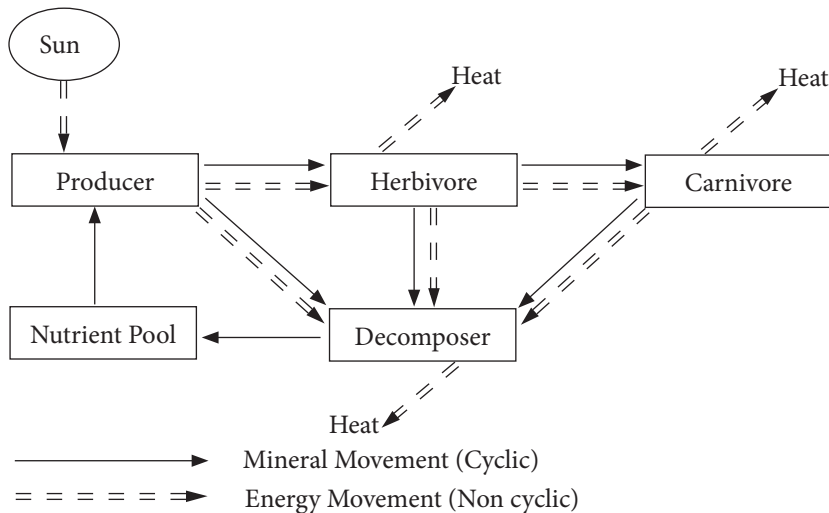 Sun
Heat
Heat
Producer
Herbivore
Carnivore
Nutrient Pool
Decomposer
Heat
Mineral Movement (Cyclic)
Energy Movement (Non cyclic)